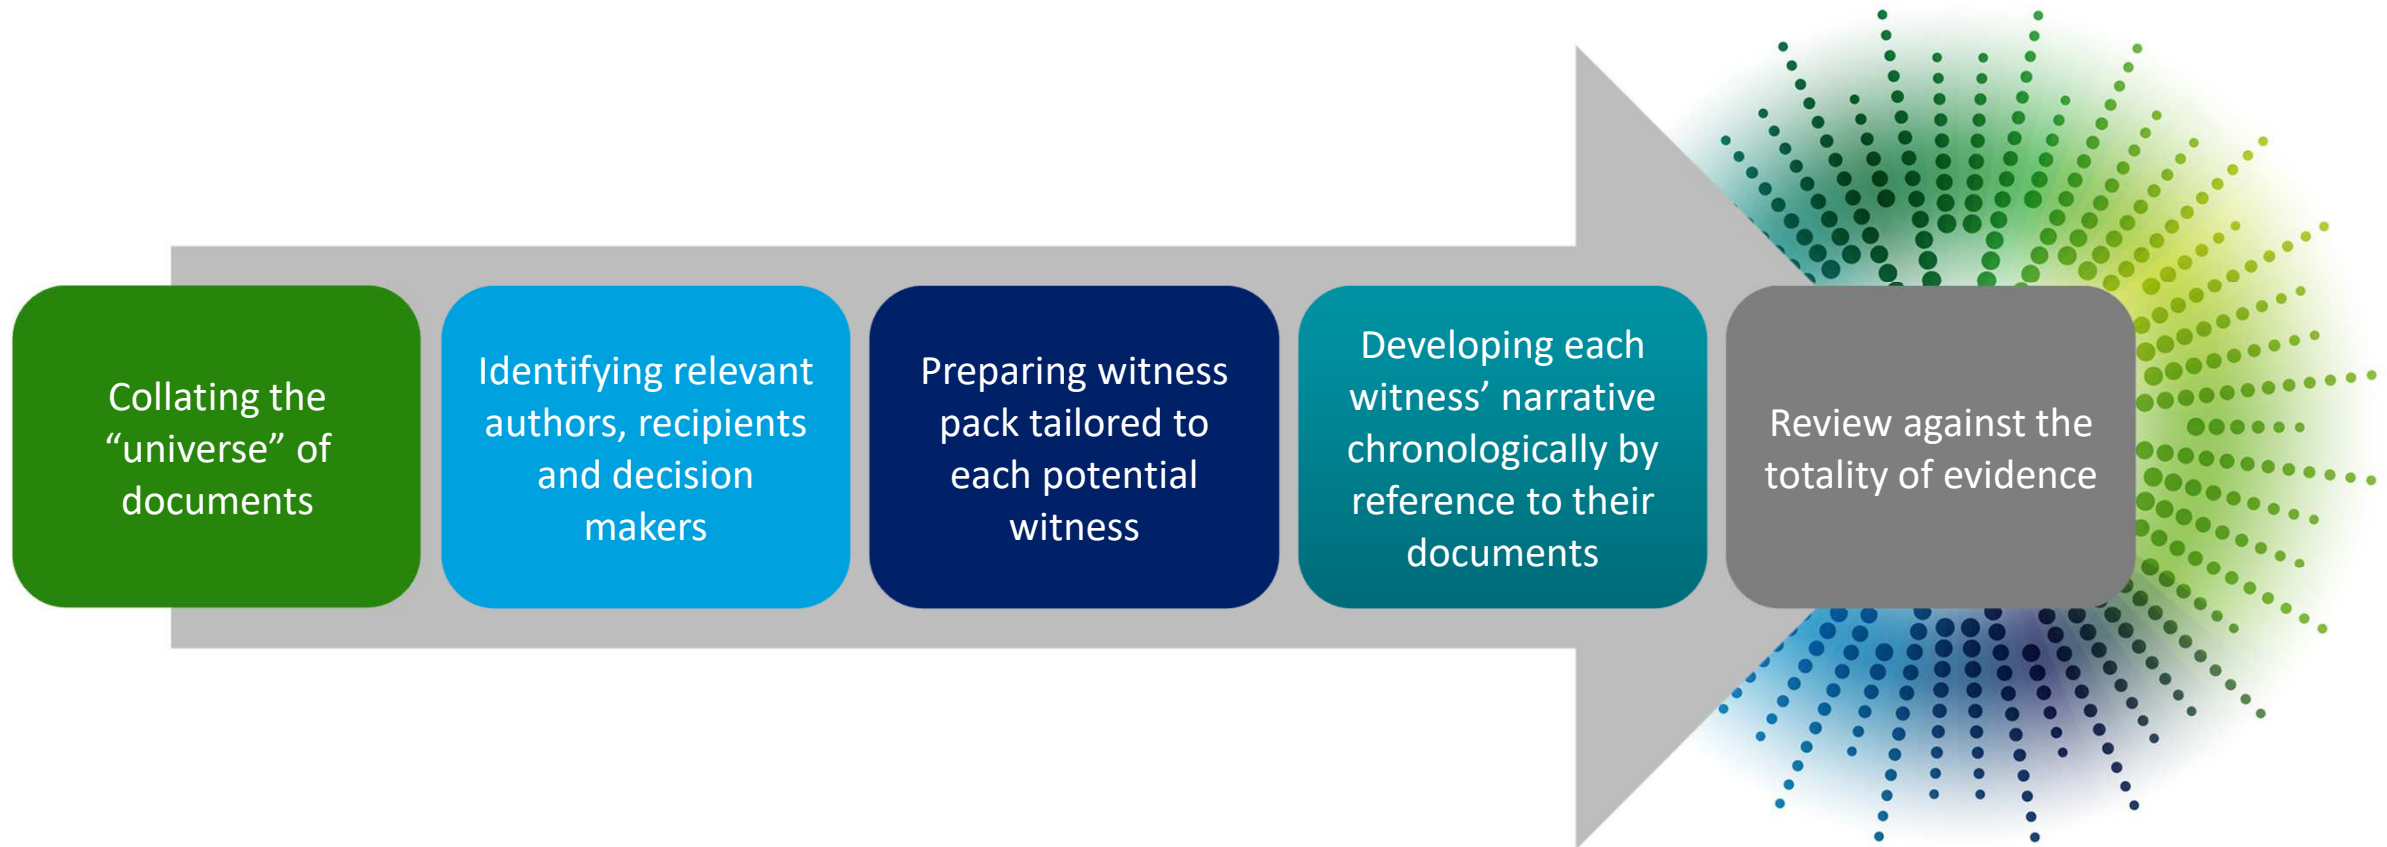 Collating the
“universe” of
documents
Identifying relevant
authors, recipients
and decision
makers
Preparing witness
pack tailored to
each potential
witness
Developing each
witness’ narrative
chronologically by
reference to their
documents
Review against the
totality of evidence